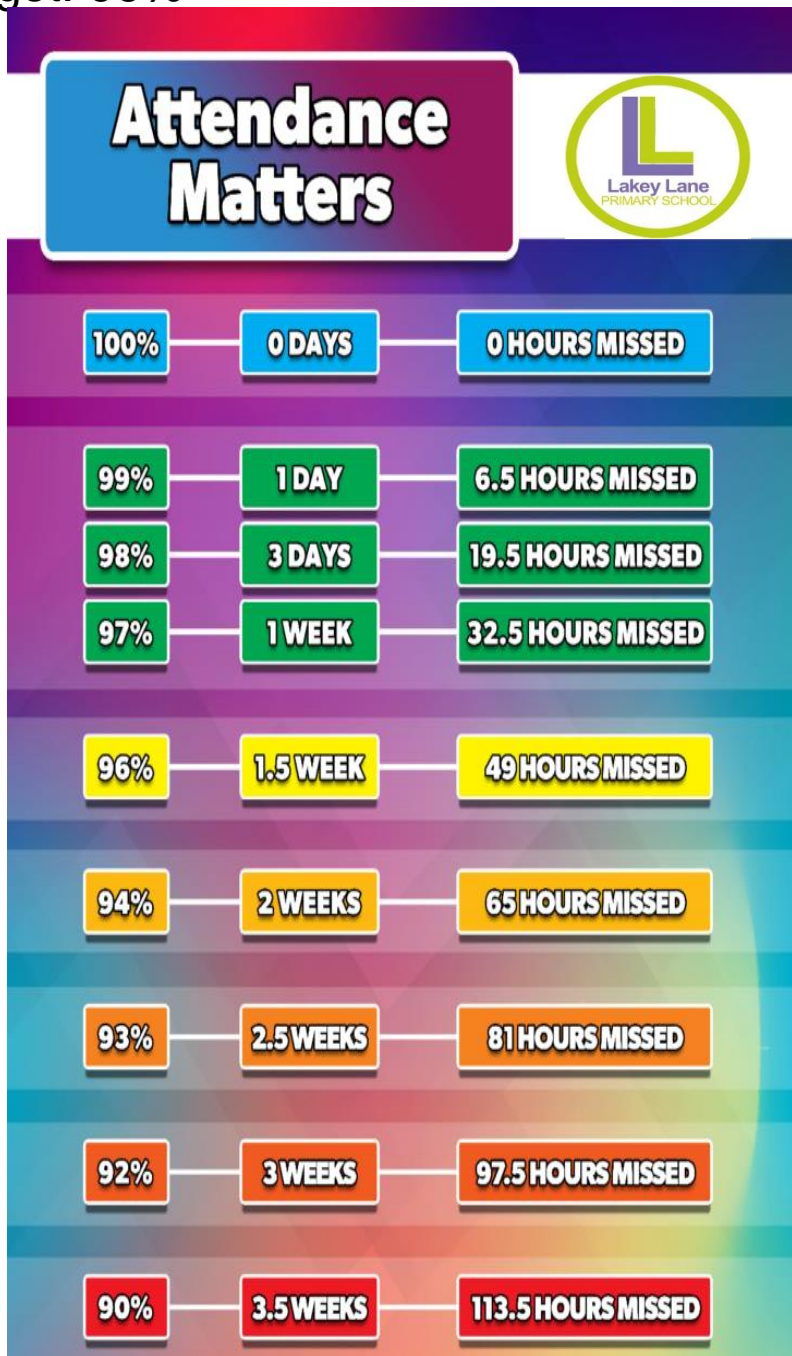 Attendance
Matters
Lakey Lane
PRIMARY SCHOOL
100% 0 DAYS 0 HOURS MISSED
99% 1 DAY 6.5 HOURS MISSED
98% 3 DAYS 19.5 HOURS MISSED
97% 1 WEEK 32.5 HOURS MISSED
96% 1.5 WEEK 49 HOURS MISSED
94% 2 WEEKS 65 HOURS MISSED
93% 2.5 WEEKS 81 HOURS MISSED
92% 3 WEEKS 97.5 HOURS MISSED
90% 3.5 WEEKS 113.5 HOURS MISSED